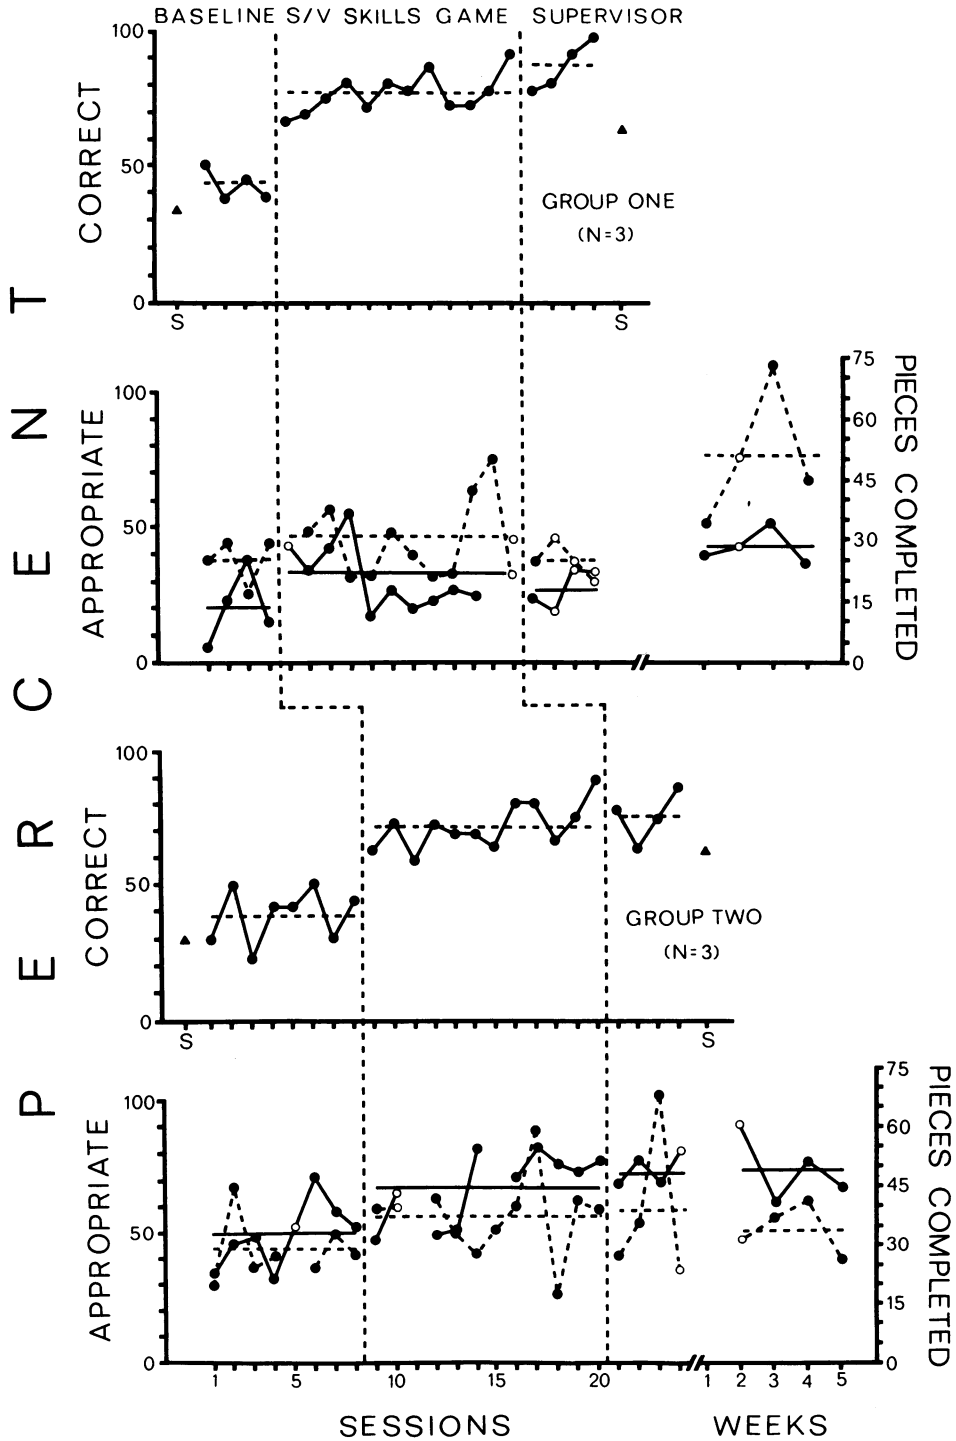 BASELINE S/V SKILLS GAME SUPERVISOR
100
50
0
CORRECT
GROUP ONE
(N=3)
S S
PERCENT
100
50
0
APPROPRIATE
75
60
45
30
15
0
PIECES COMPLETED
100
50
0
CORRECT
GROUP TWO
(N=3)
S S
100
50
0
APPROPRIATE
75
60
45
30
15
0
PIECES COMPLETED
1 5 10 15 20 1 2 3 4 5
SESSIONS WEEKS